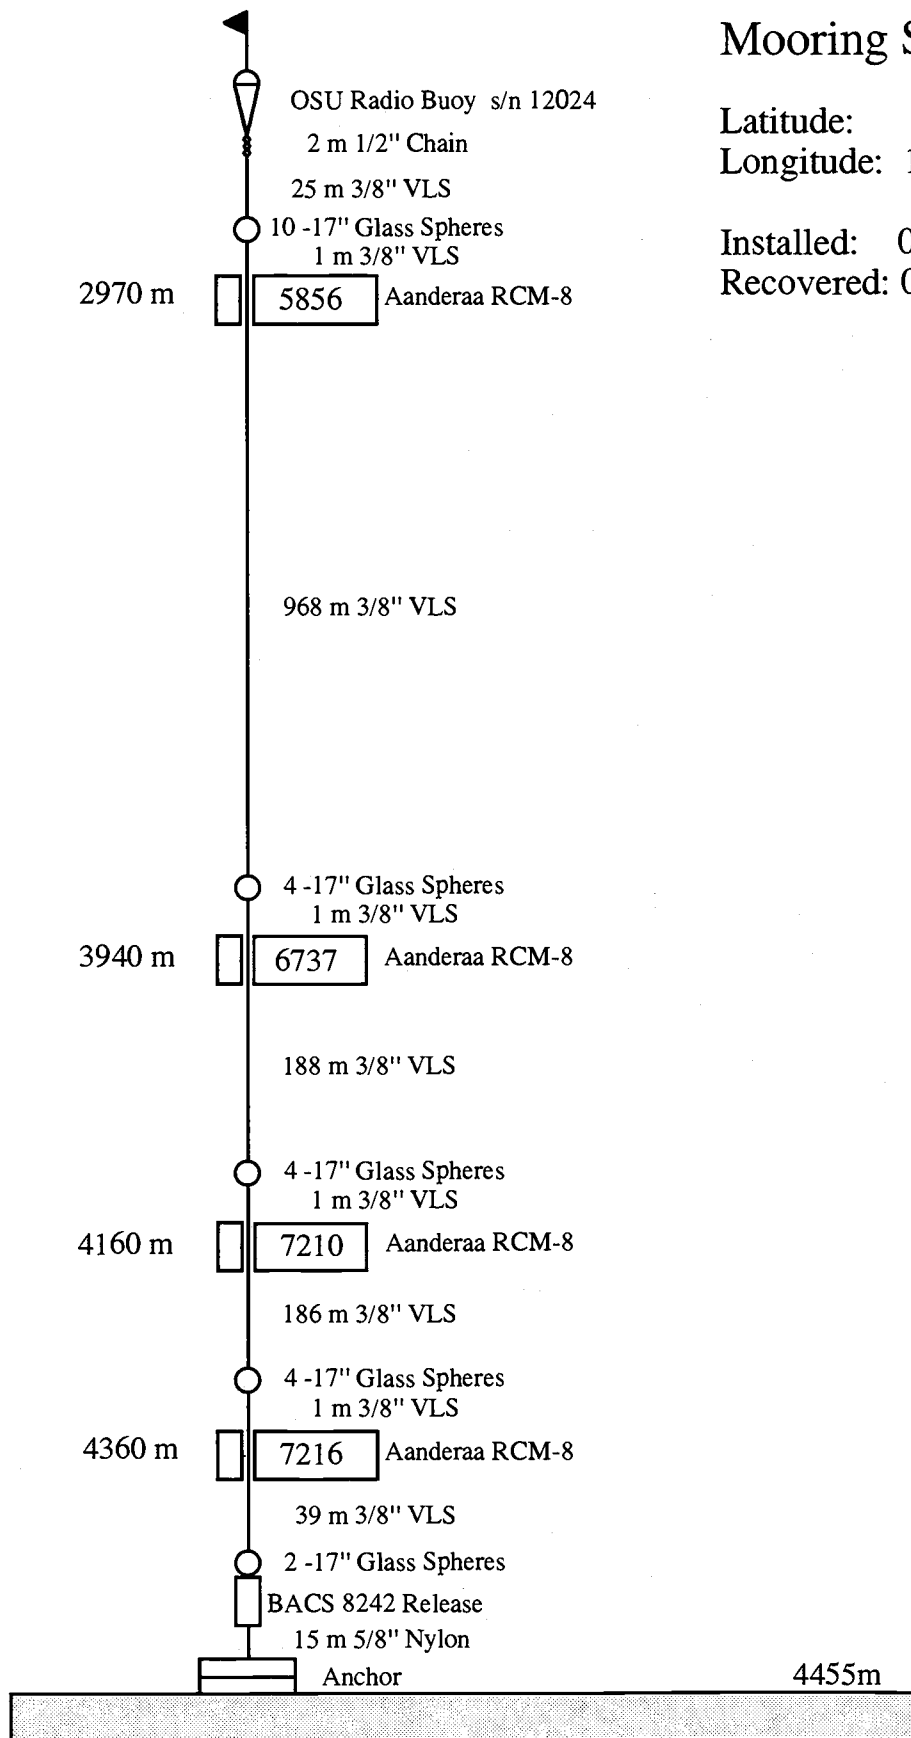 Mooring S
OSU Radio Buoy s/n 12024
Latitude:
2 m 1/2" Chain
Longitude: 1
25 m 3/8" VLS
10 -17" Glass Spheres
Installed: 0
1 m 3/8" VLS
Recovered: 0
2970 m 5856 Aanderaa RCM-8
968 m 3/8" VLS
4 -17" Glass Spheres
1 m 3/8" VLS
3940 m 6737 Aanderaa RCM-8
188 m 3/8" VLS
4 -17" Glass Spheres
1 m 3/8" VLS
4160 m 7210 Aanderaa RCM-8
186 m 3/8" VLS
4 -17" Glass Spheres
1 m 3/8" VLS
4360 m 7216 Aanderaa RCM-8
39 m 3/8" VLS
2 -17" Glass Spheres
BACS 8242 Release
15 m 5/8" Nylon
Anchor 4455m